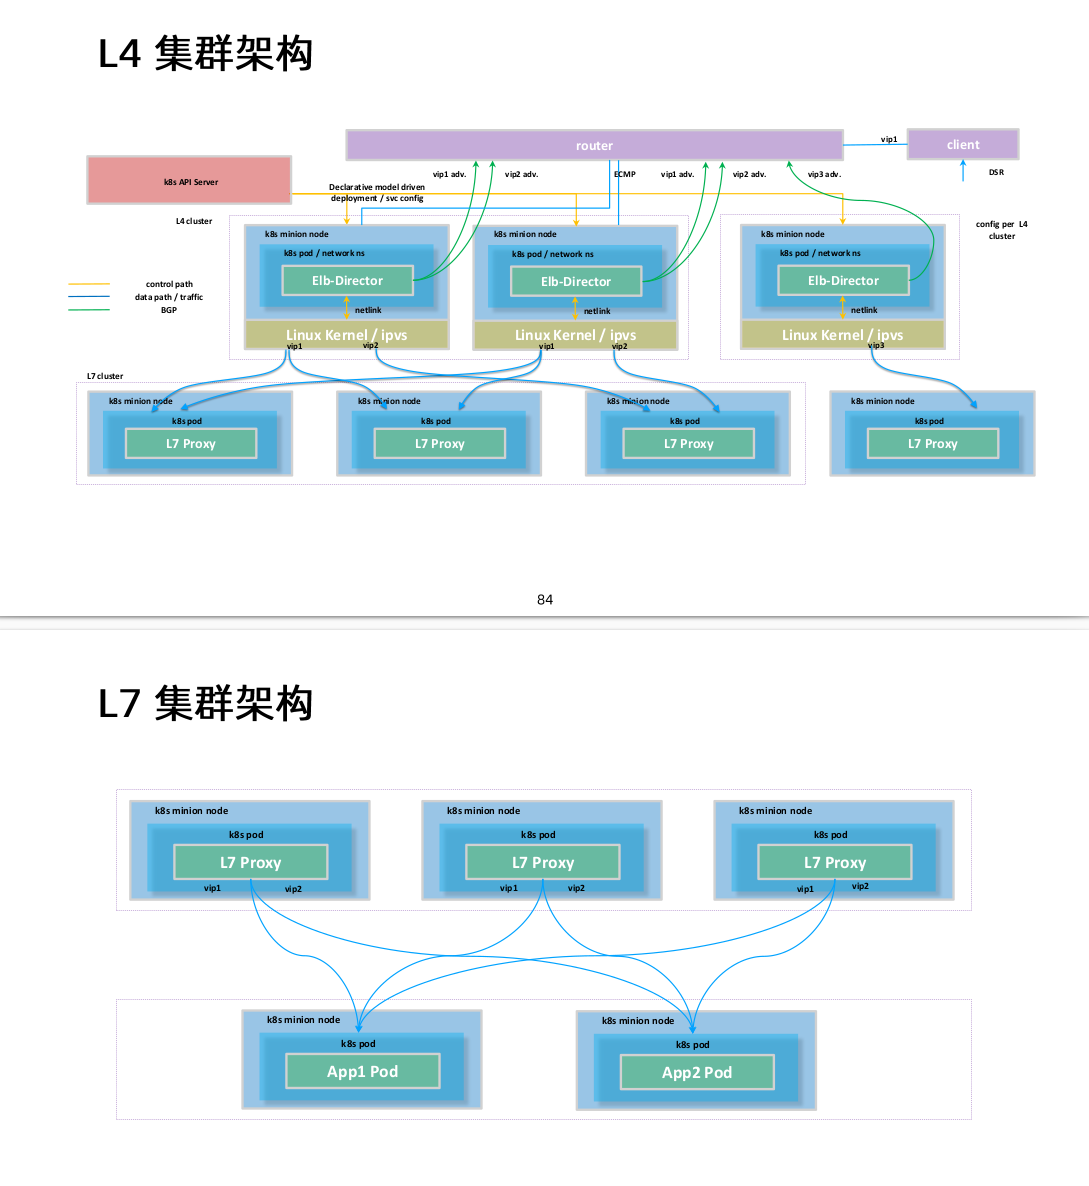 L4 集群架构
router
vip1
client
k8s API Server
vip1 adv.
vip2 adv.
ECMP
vip1 adv.
vip2 adv.
vip3 adv.
DSR
Declarative model driven
deployment / svc config
L4 cluster
config per L4
cluster
k8s minion node
k8s pod / network ns
Elb-Director
netlink
Linux Kernel / ipvs
vip1
vip2
k8s minion node
k8s pod / network ns
Elb-Director
netlink
Linux Kernel / ipvs
vip1
vip2
k8s minion node
k8s pod / network ns
Elb-Director
netlink
Linux Kernel / ipvs
vip3
control path
data path / traffic
BGP
L7 cluster
k8s minion node
k8s pod
L7 Proxy
k8s minion node
k8s pod
L7 Proxy
k8s minion node
k8s pod
L7 Proxy
k8s minion node
k8s pod
L7 Proxy
84
L7 集群架构
k8s minion node
k8s pod
L7 Proxy
vip1
vip2
k8s minion node
k8s pod
L7 Proxy
vip1
vip2
k8s minion node
k8s pod
L7 Proxy
vip1
vip2
k8s minion node
k8s pod
App1 Pod
k8s minion node
k8s pod
App2 Pod